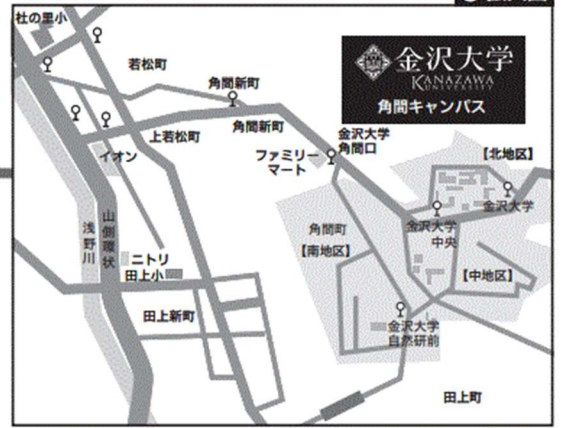 杜の里小
若松町
角間新町
金沢大学
KANAZAWA
UNIVERSITY
角間キャンパス
上若松町
角間新町
金沢大学
角間口
ファミリー
マート
イオン
【北地区】
金沢大学
金沢大学
中央
角間町
【南地区】
浅野川
山側環状
ニトリ
田上小
【中地区】
田上新町
金沢大学
自然研前
田上町